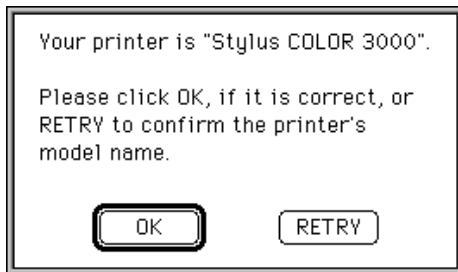 Your printer is "Stylus COLOR 3000".
Please click OK, if it is correct, or
RETRY to confirm the printer's
model name.
OK
RETRY